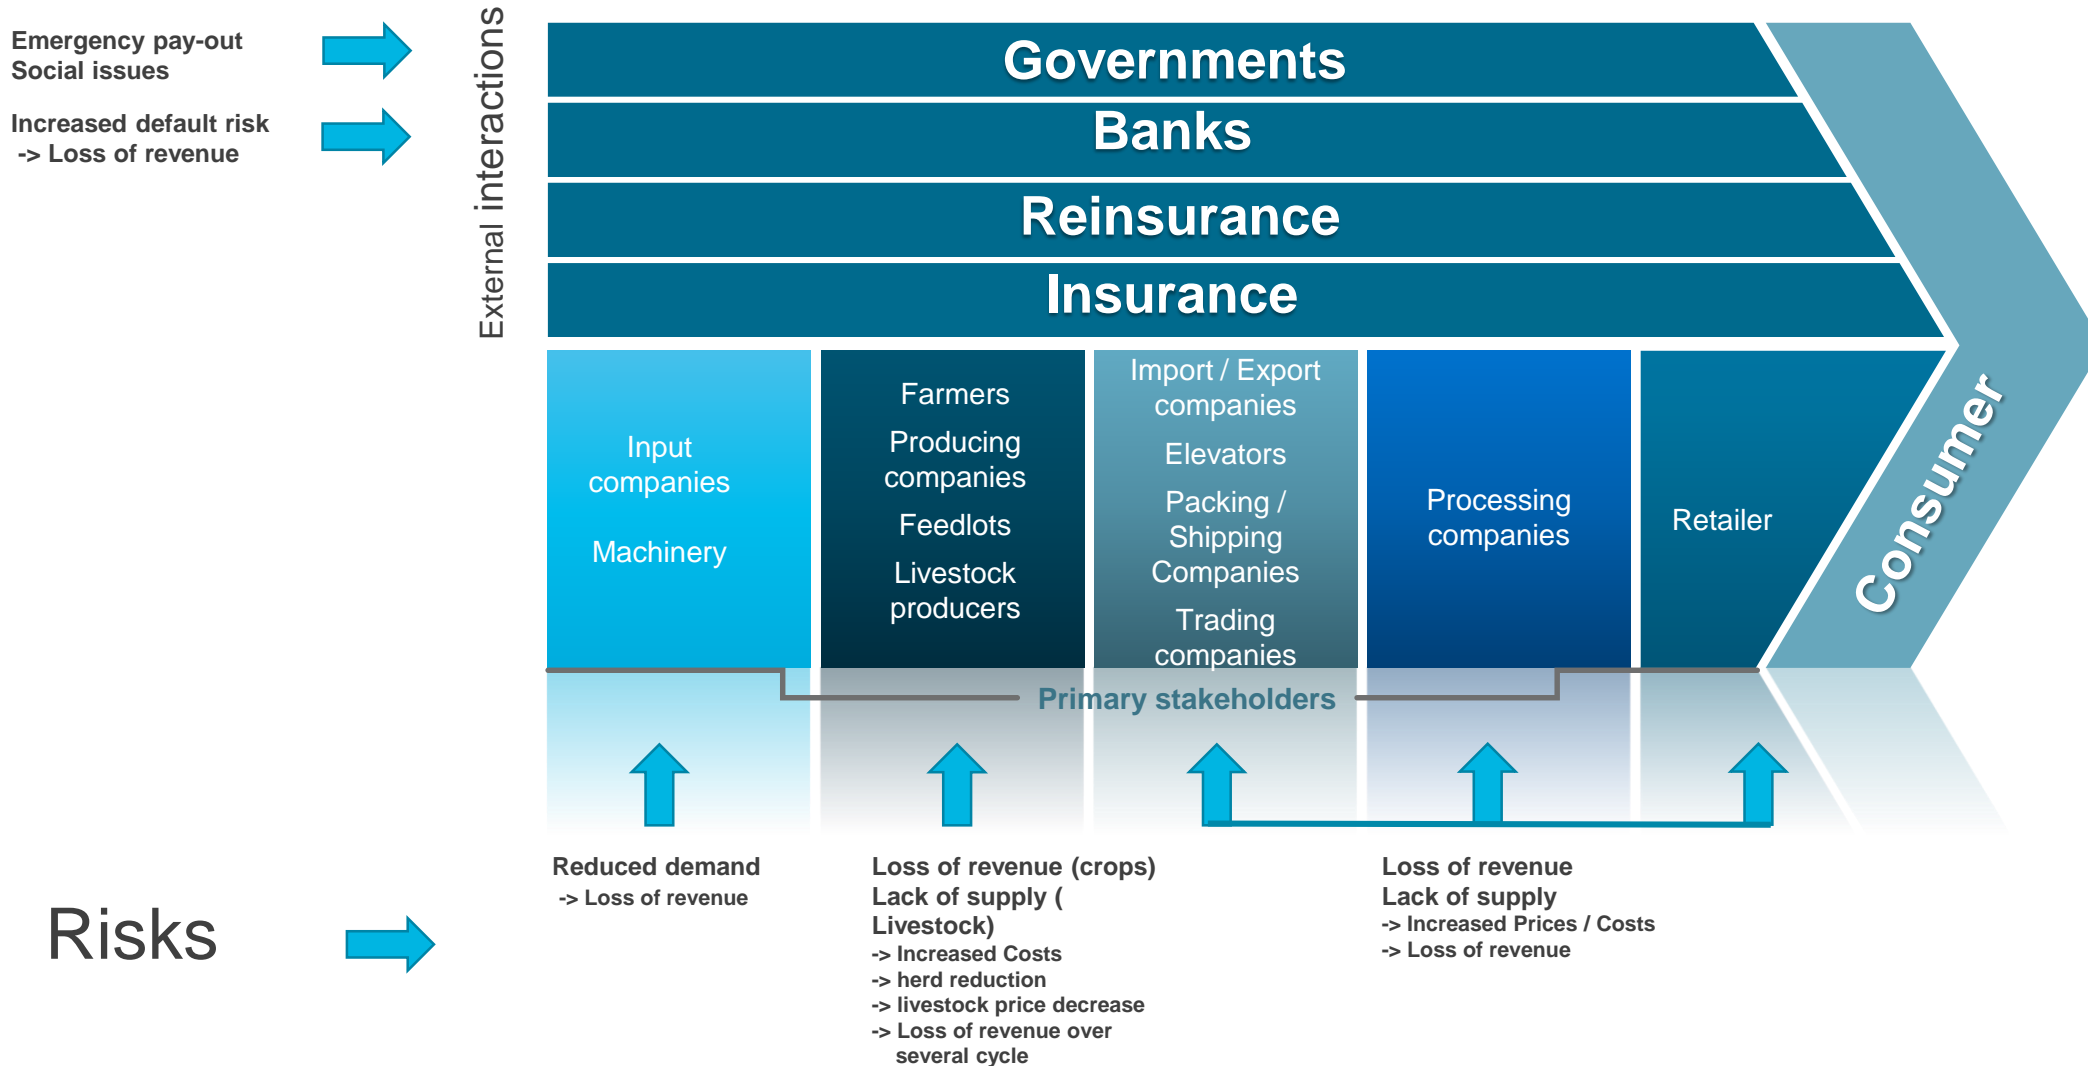 Emergency pay-out
Social issues
Increased default risk
-> Loss of revenue
External interactions
Governments
Banks
Reinsurance
Insurance
Input
companies
Machinery
Farmers
Producing
companies
Feedlots
Livestock
producers
Import / Export
companies
Elevators
Packing /
Shipping
Companies
Trading
companies
Processing
companies
Retailer
Consumer
Primary stakeholders
Risks
Reduced demand
-> Loss of revenue
Loss of revenue (crops)
Lack of supply (
Livestock)
-> Increased Costs
-> herd reduction
-> livestock price decrease
-> Loss of revenue over
several cycle
Loss of revenue
Lack of supply
-> Increased Prices / Costs
-> Loss of revenue